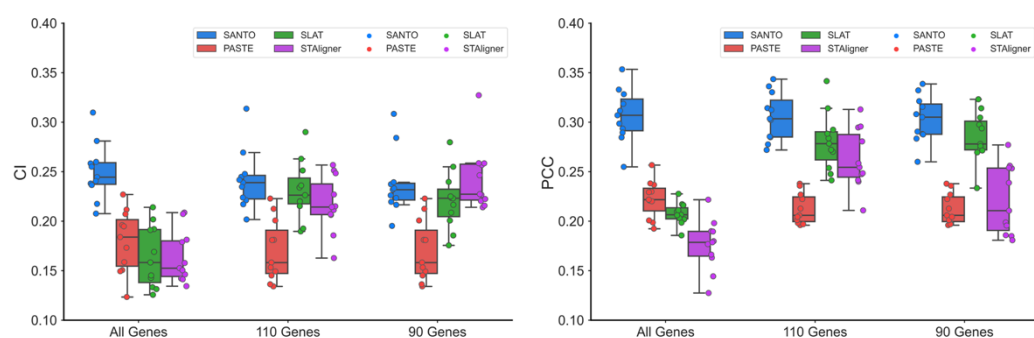 0.40
0.35
0.30
0.25
0.20
0.15
0.10
CI
SANTO SLAT SANTO SLAT
PASTE STAligner PASTE STAligner
All Genes 110 Genes 90 Genes
0.40
0.35
0.30
0.25
0.20
0.15
0.10
PCC
SANTO SLAT SANTO SLAT
PASTE STAligner PASTE STAligner
All Genes 110 Genes 90 Genes